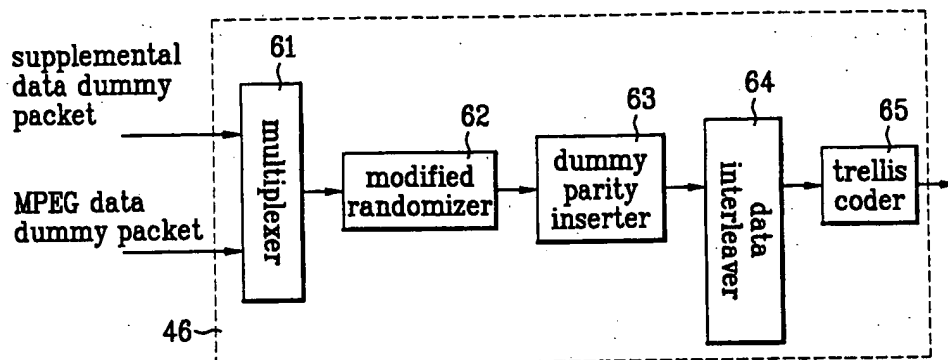 supplemental
data dummy
packet
MPEG data
dummy packet
61
multiplexer
62
modified
randomizer
63
dummy
parity
inserter
64
data
interleaver
65
trellis
coder
46